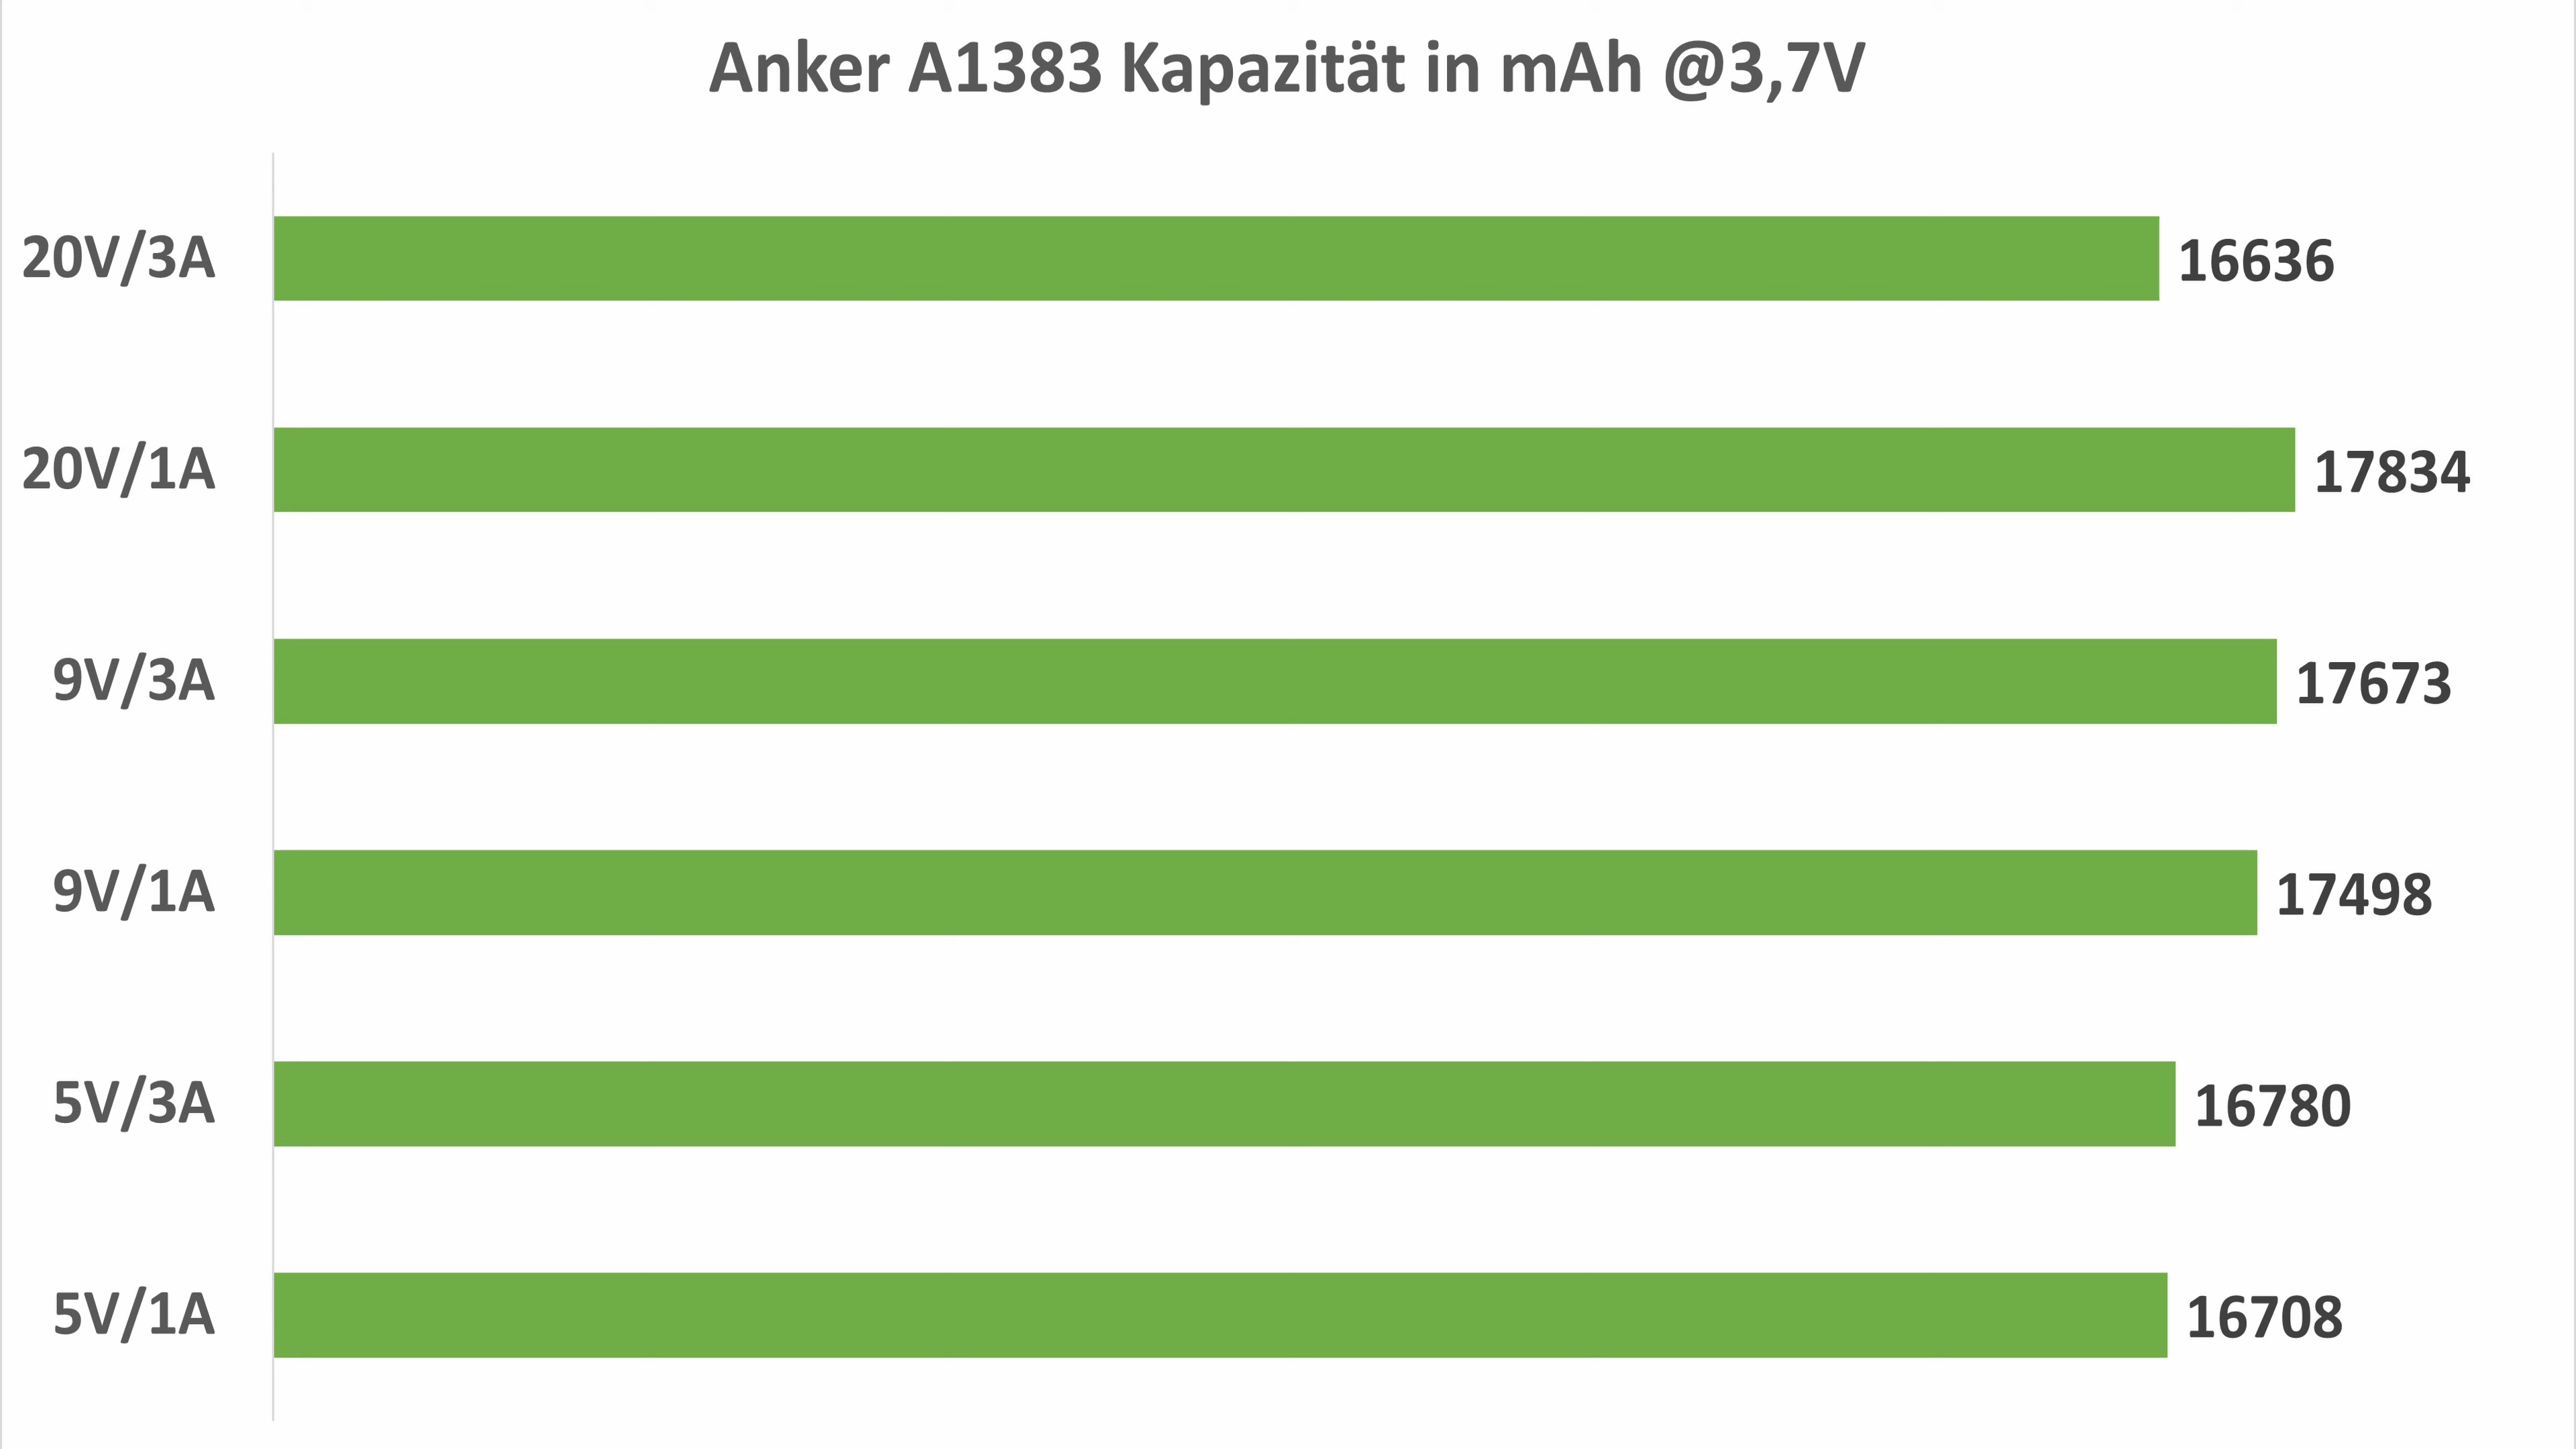 Anker A1383 Kapazität in mAh @3,7V
20V/3A 16636
20V/1A 17834
9V/3A 17673
9V/1A 17498
5V/3A 16780
5V/1A 16708